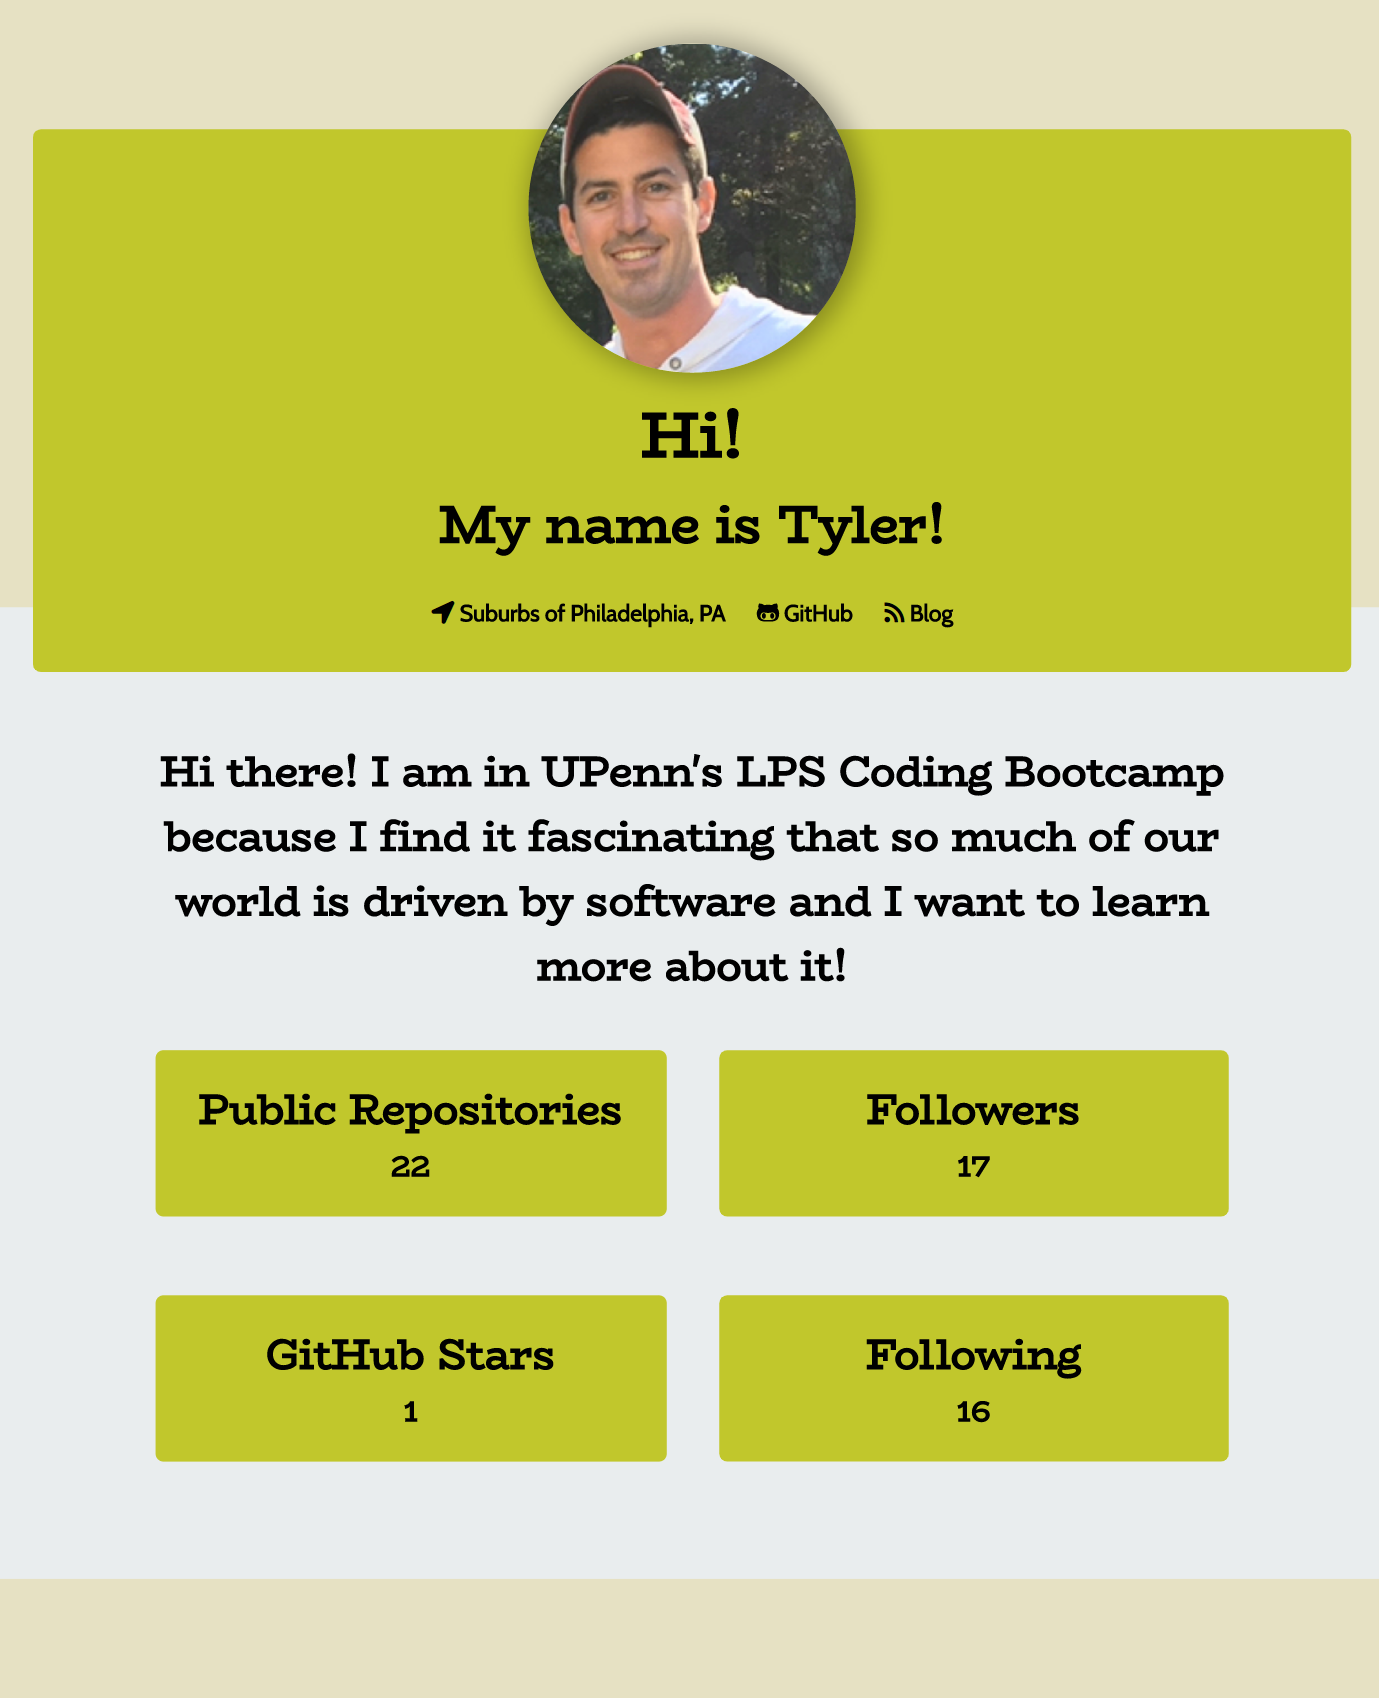 Hi!
My name is Tyler!
Suburbs of Philadelphia, PA GitHub Blog
Hi there! I am in UPenn's LPS Coding Bootcamp
because I find it fascinating that so much of our
world is driven by software and I want to learn
more about it!
Public Repositories
22
Followers
17
GitHub Stars
1
Following
16